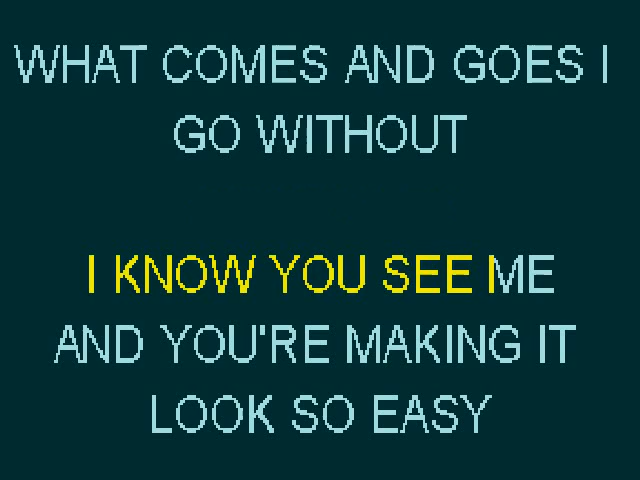 WHAT COMES AND GOES I
GO WITHOUT
I KNOW YOU SEE ME
AND YOU'RE MAKING IT
LOOK SO EASY